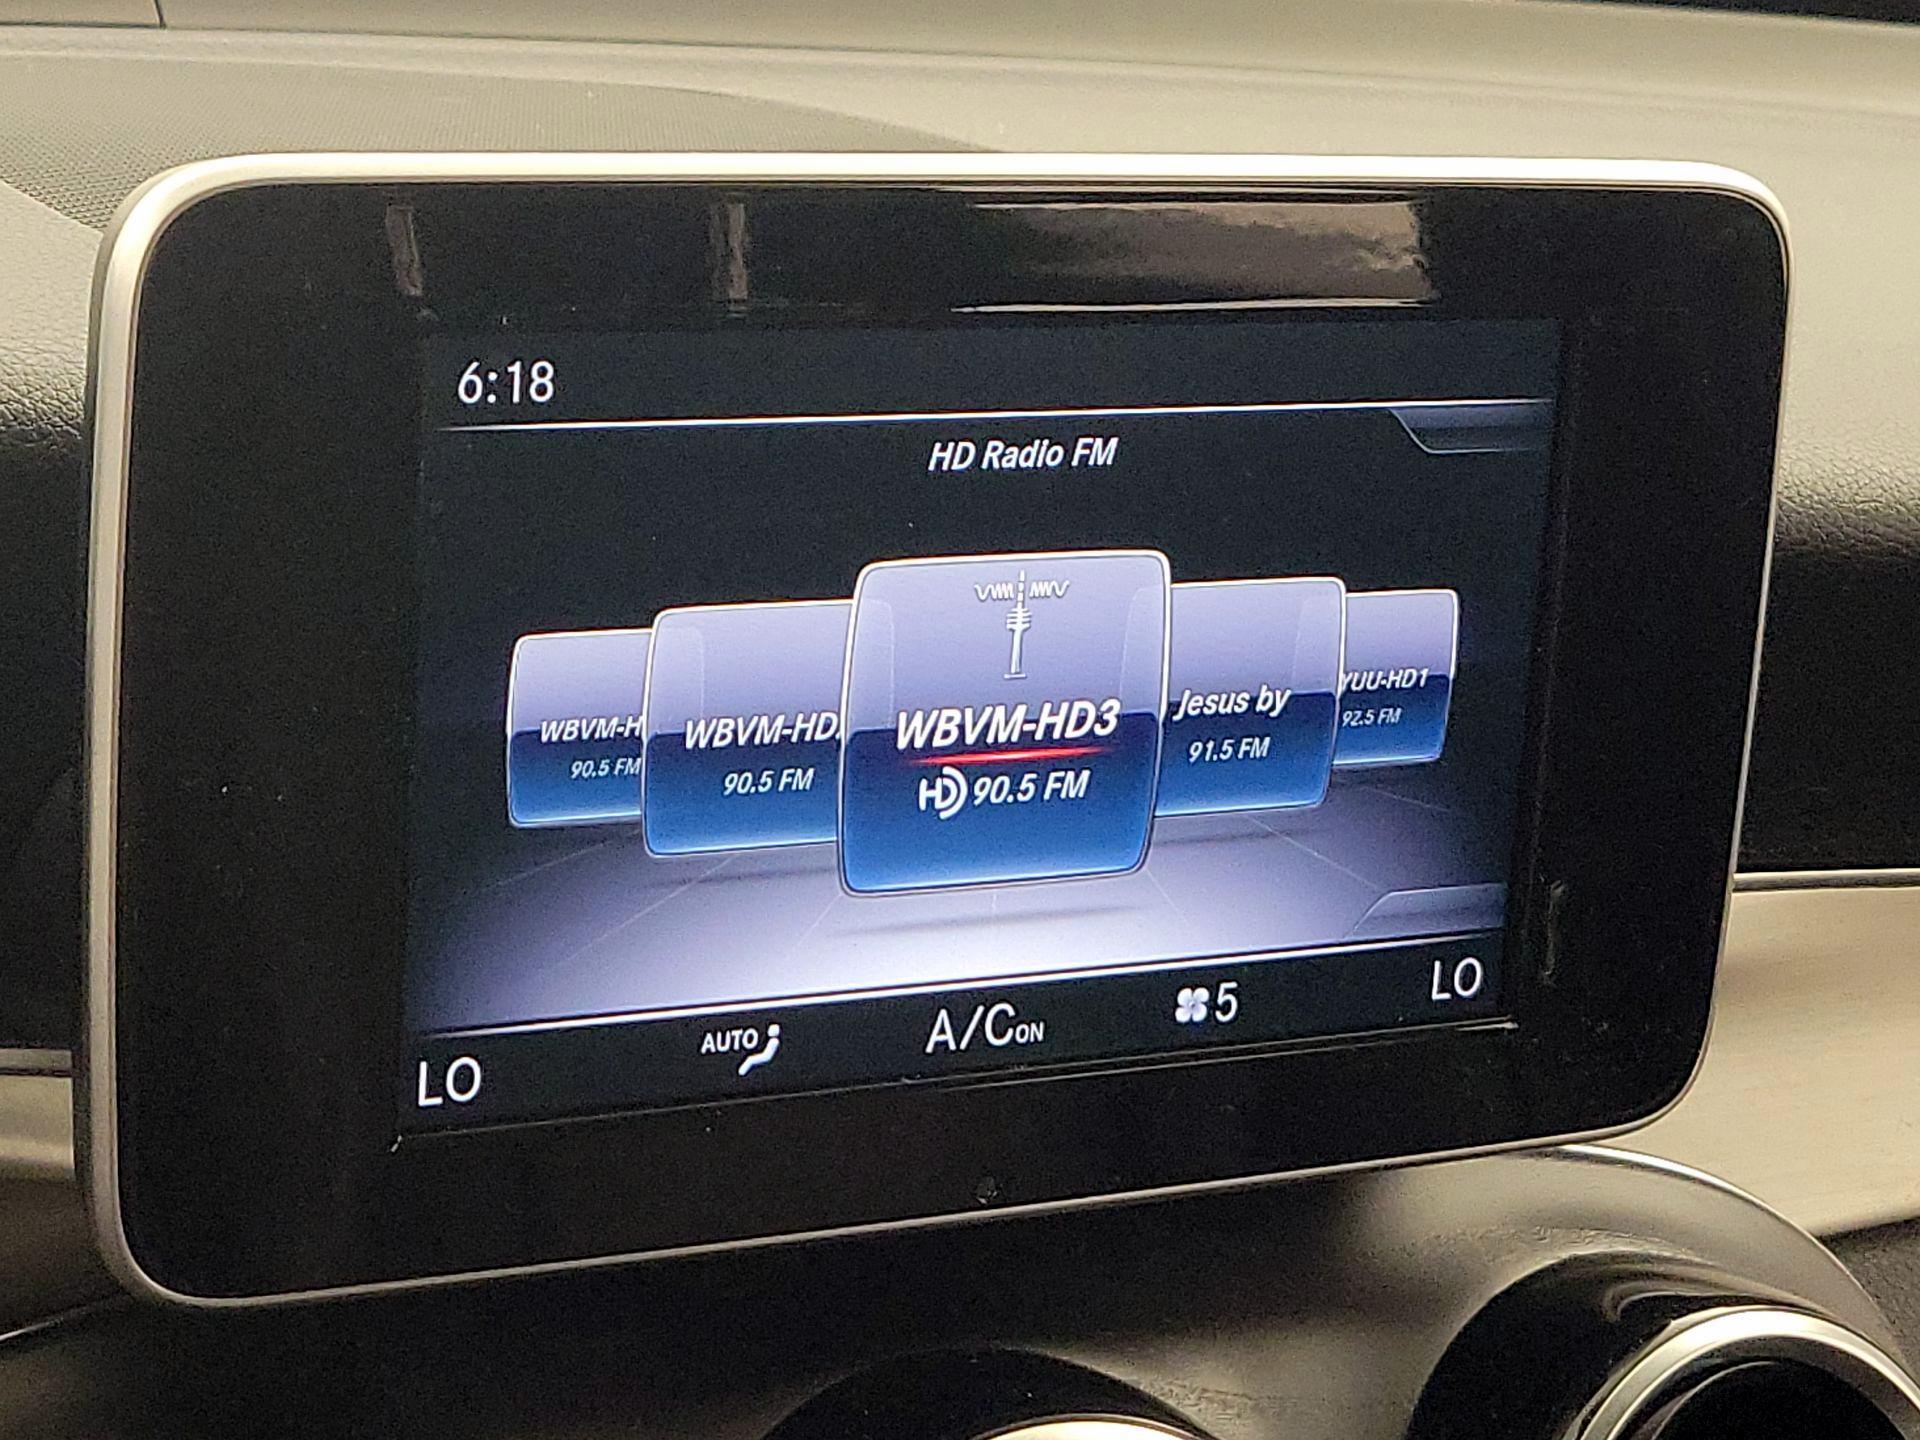 6:18
HD Radio FM
WBVM-H
90.5 FM
WBVM-HD
90.5 FM
WBVM-HD3
HD 90.5 FM
Jesus by
91.5 FM
YUU-HD1
92.5 FM
LO
AUTO
A/C ON
5
LO